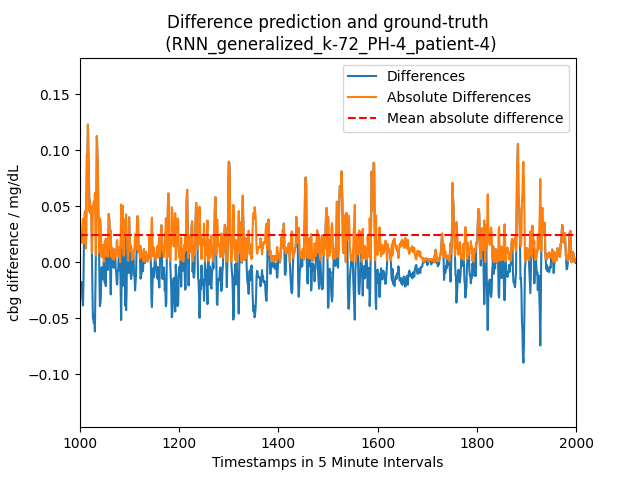 Difference prediction and ground-truth
(RNN_generalized_k-72_PH-4_patient-4)
Differences
Absolute Differences
Mean absolute difference
cbg difference / mg/dL
0.15
0.10
0.05
0.00
−0.05
−0.10
1000
1200
1400
1600
1800
2000
Timestamps in 5 Minute Intervals